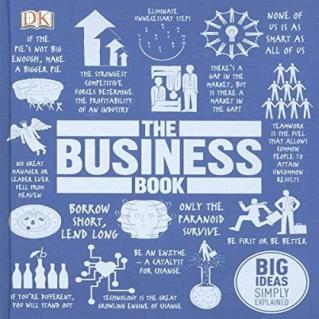 DK
ELIMINATE
UNNECESSARY STEPS
NONE OF
US IS AS
SMART AS
ALL OF US
IF THE
PIE'S NOT BIG
ENOUGH, MAKE
A BIGGER PIE
THE STRONGEST
COMPETITIVE
FORCES DETERMINE
THE PROFITABILITY
OF AN INDUSTRY
THERE'S A
GAP IN THE
MARKET, BUT
IS THERE A
MARKET IN
THE GAP?
TEAMWORK
IS THE FUEL
THAT ALLOWS
COMMON
PEOPLE TO
ATTAIN
UNCOMMON
RESULTS
THE
BUSINESS
BOOK
NO GREAT
MANAGER OR
LEADER EVER
FELL FROM
HEAVEN
BORROW
SHORT,
LEND LONG
ONLY THE
PARANOID
SURVIVE
BE FIRST OR BE BETTER
BE AN ENZYME
– A CATALYST
FOR CHANGE
IF YOU'RE DIFFERENT,
YOU WILL STAND OUT
TECHNOLOGY IS THE GREAT
GROWING ENGINE OF CHANGE
BIG
IDEAS
SIMPLY
EXPLAINED